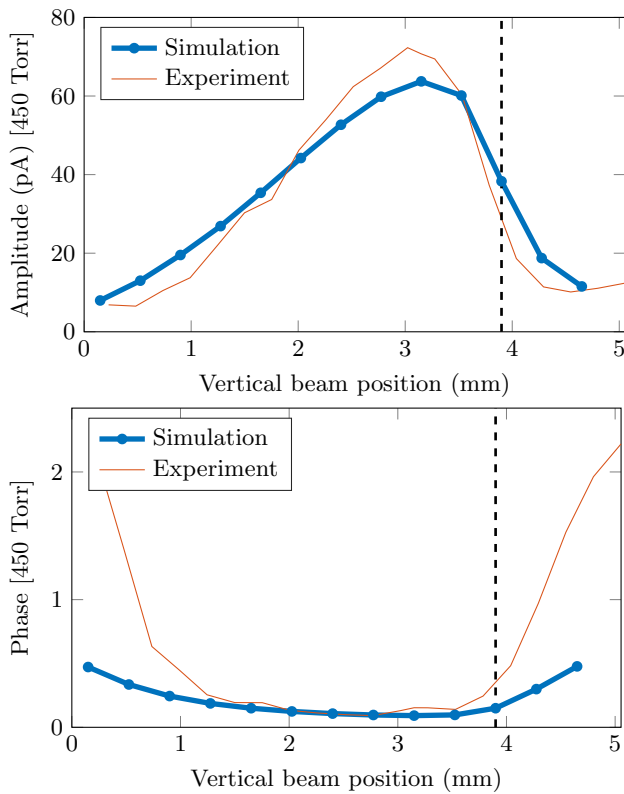 80
60
40
20
0
Amplitude (pA) [450 Torr]
Simulation
Experiment
0 1 2 3 4 5
Vertical beam position (mm)
2
1
0
Phase [450 Torr]
Simulation
Experiment
0 1 2 3 4 5
Vertical beam position (mm)